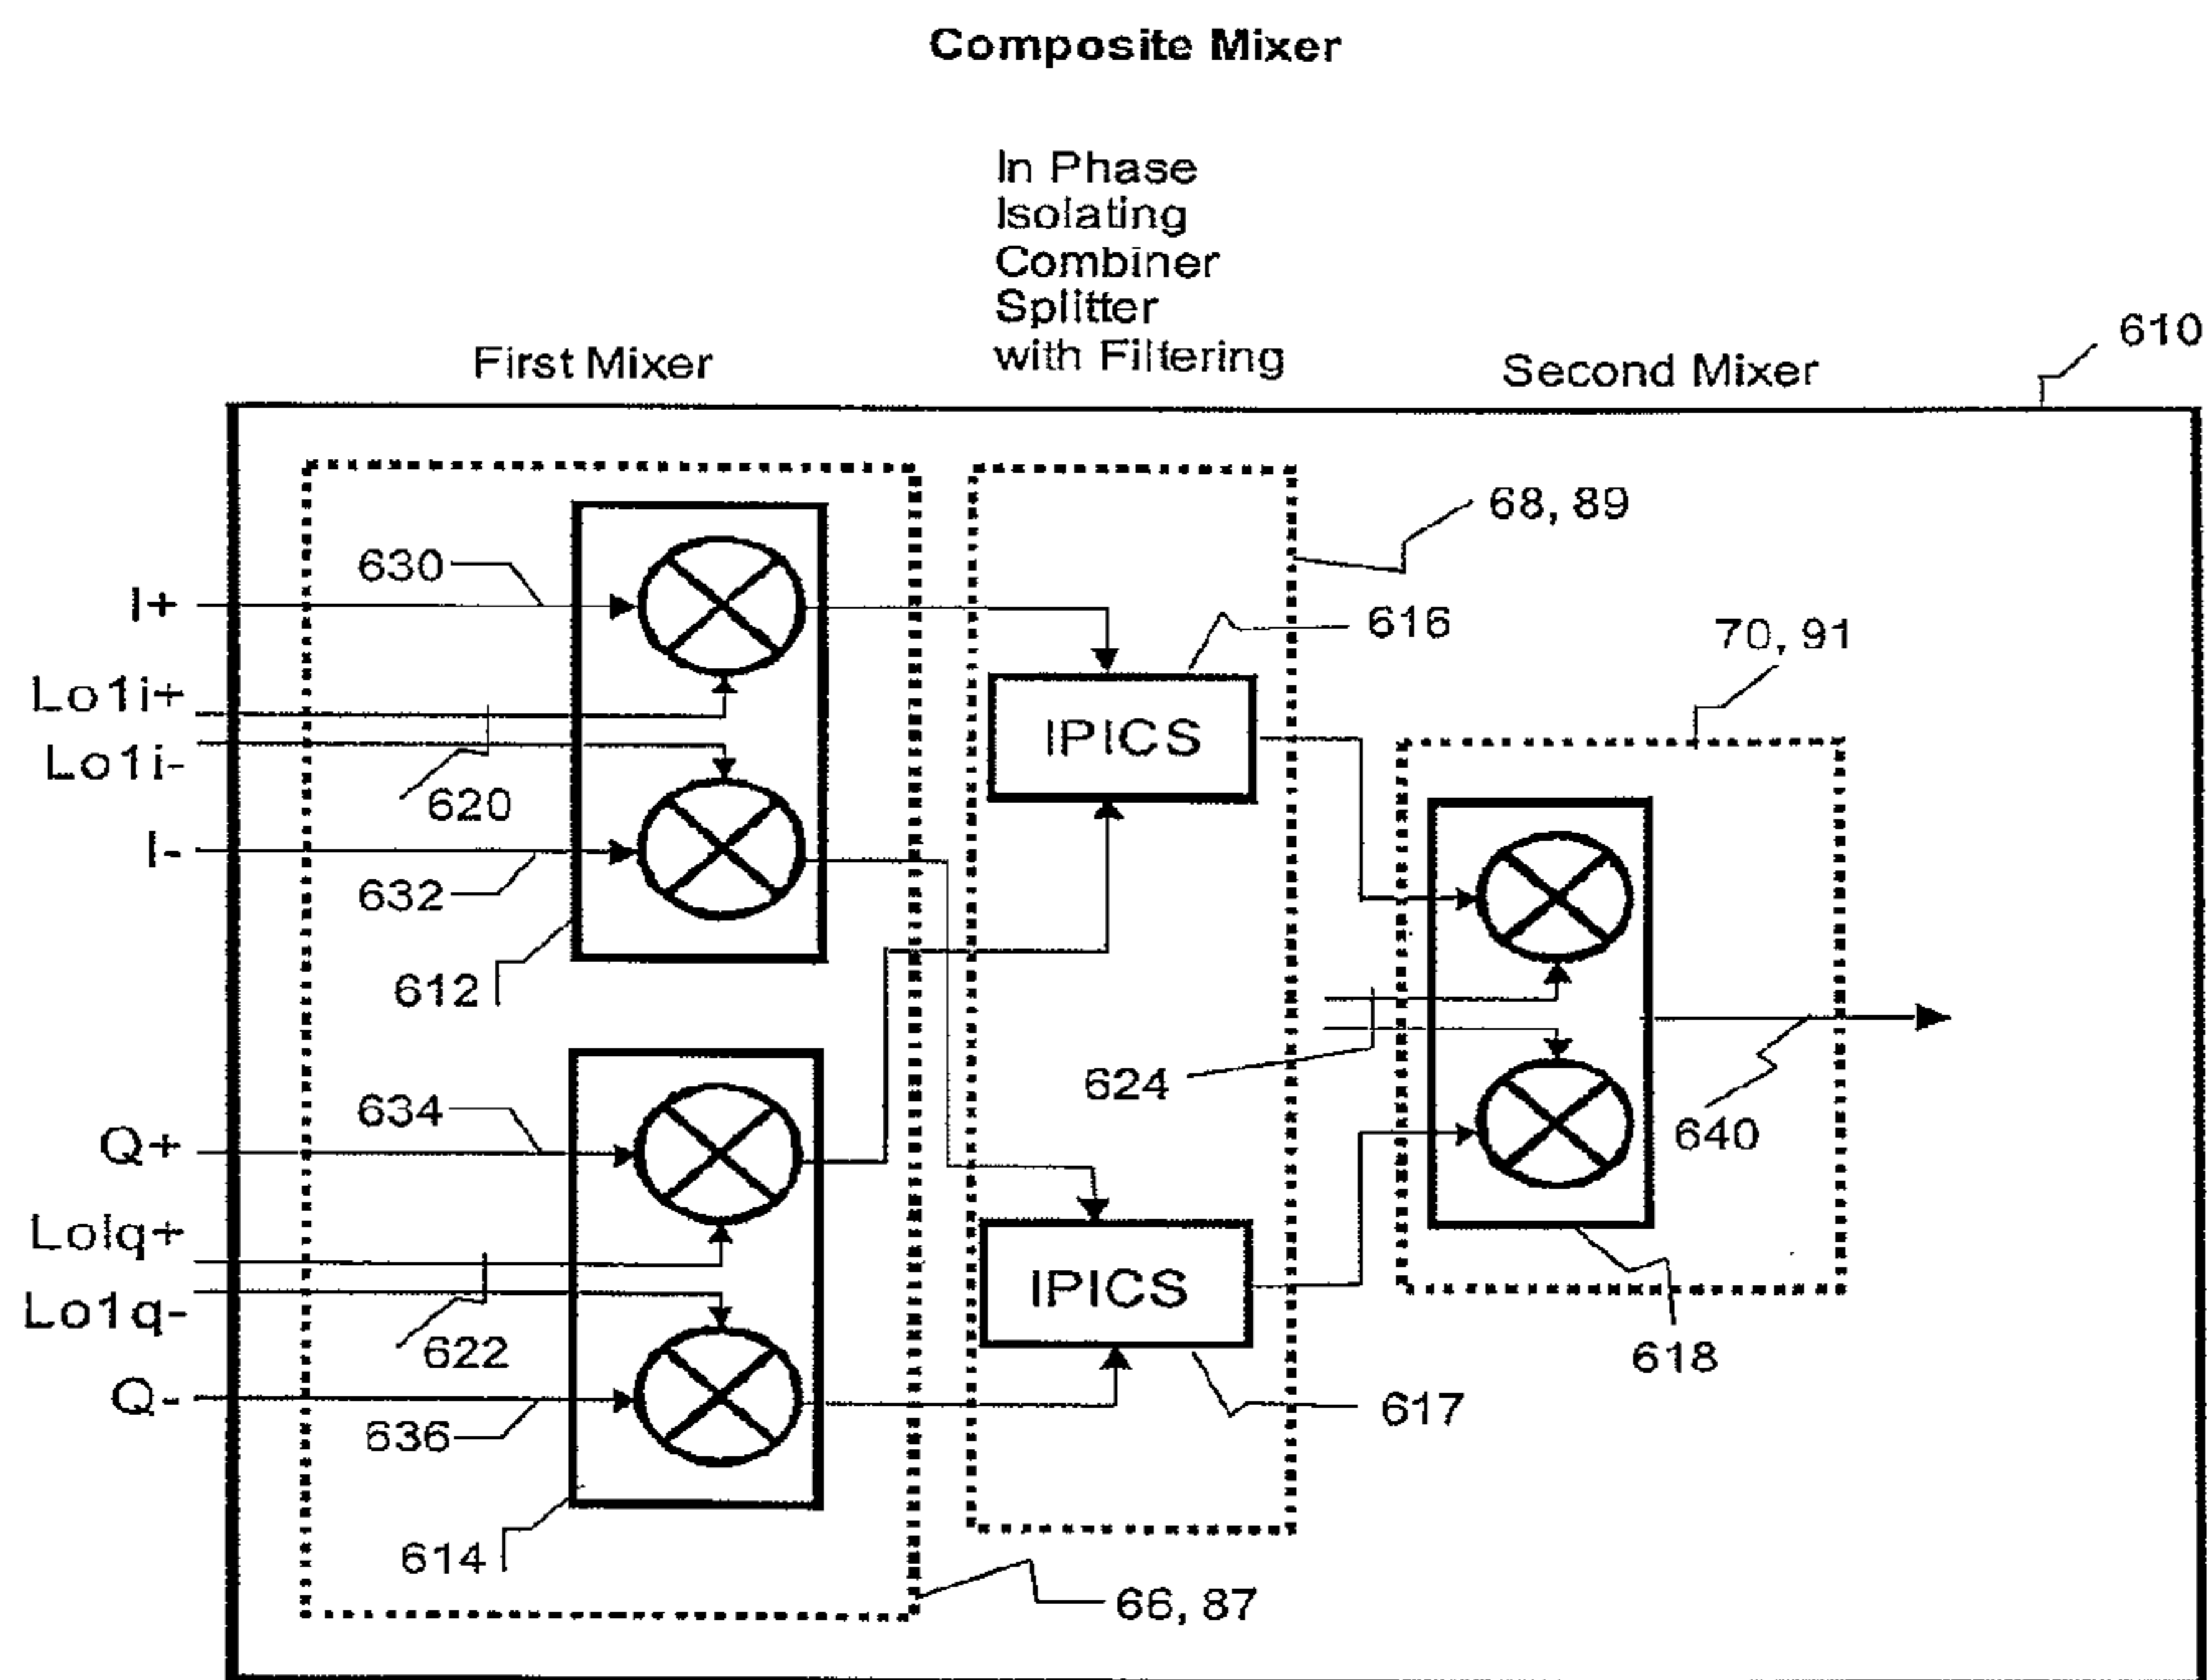 Composite Mixer
In Phase
Isolating
Combiner
Splitter
with Filtering
First Mixer
Second Mixer
610
68, 89
630
I+
616
70, 91
Lo1i+
IPICS
Lo1i-
620
I-
632
612
624
634
Q+
640
Lolq+
IPICS
Lo1q-
622
618
Q-
636
617
614
66, 87